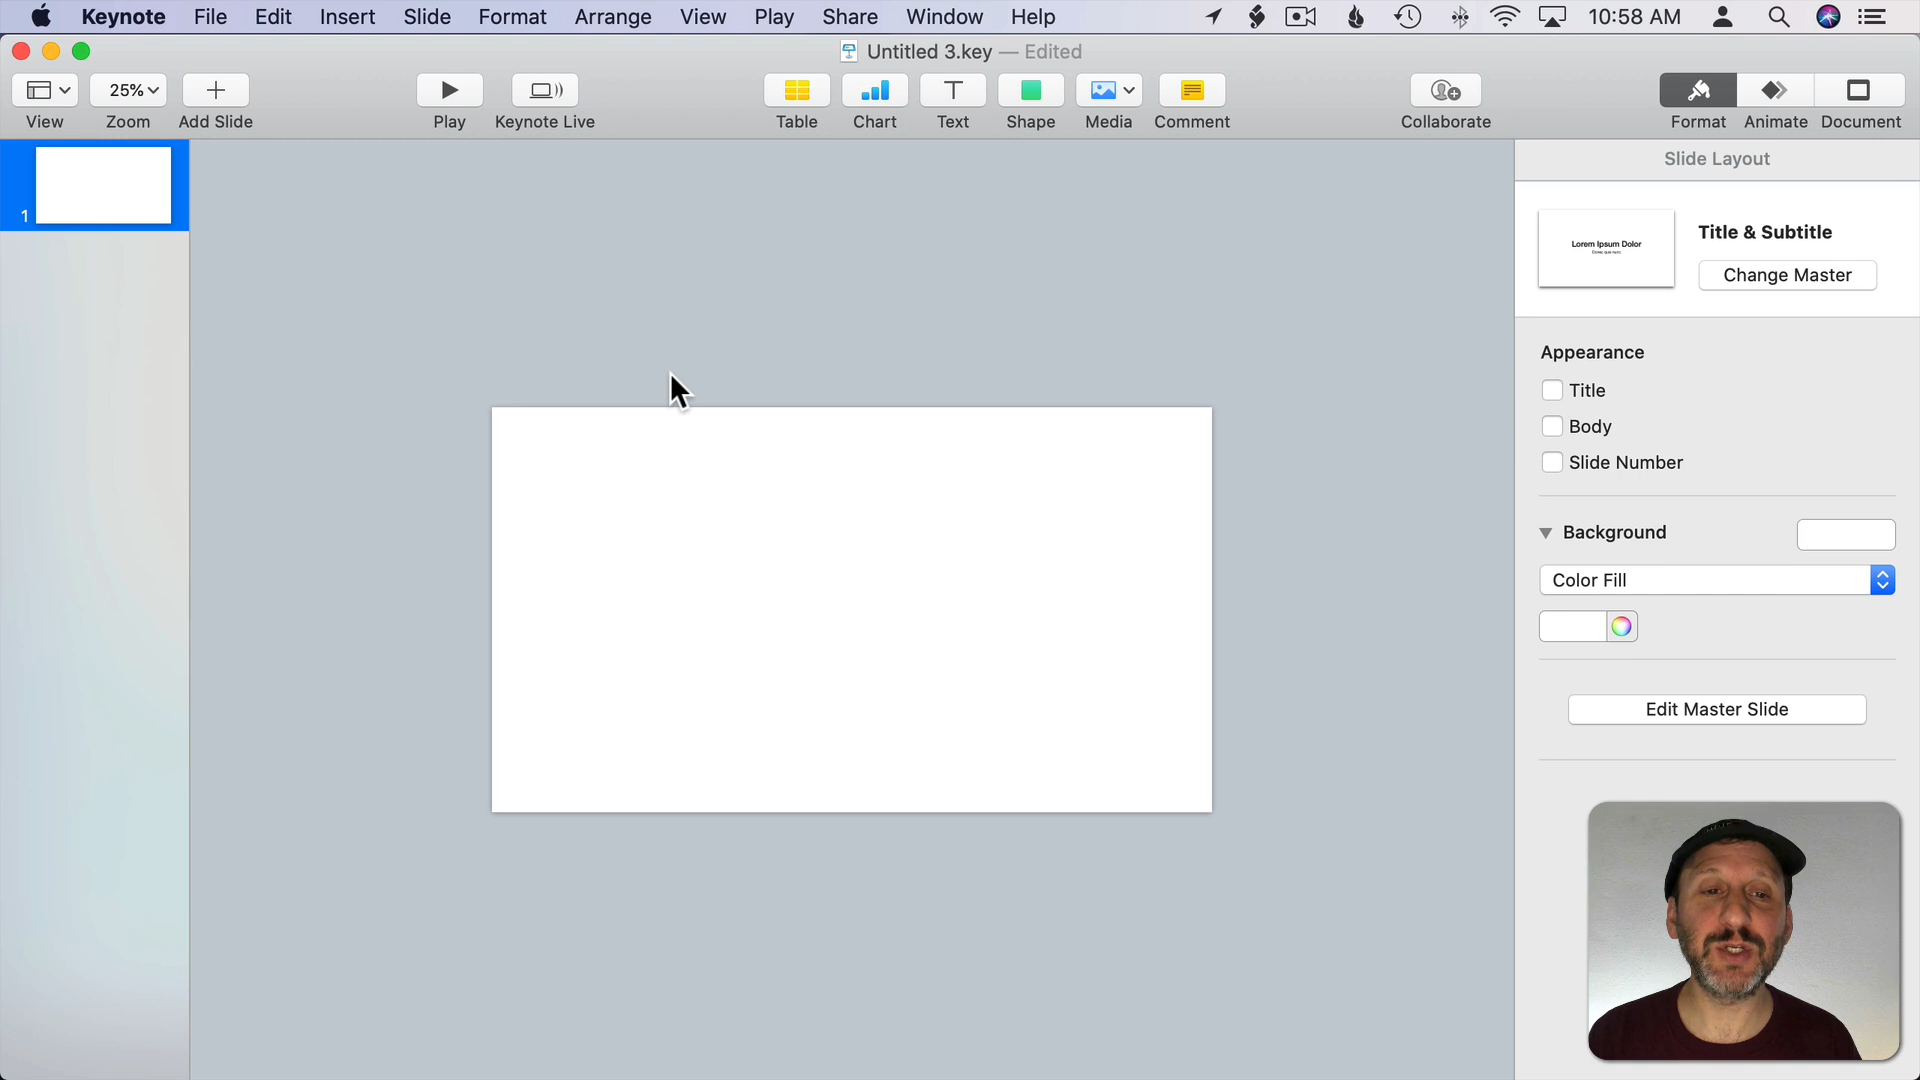 Keynote File Edit Insert Slide Format Arrange View Play Share Window Help 10:58 AM
Untitled 3.key — Edited
25%
View Zoom Add Slide Play Keynote Live Table Chart Text Shape Media Comment Collaborate Format Animate Document
1
Slide Layout
Lorem Ipsum Dolor
Title & Subtitle
Change Master
Appearance
Title
Body
Slide Number
Background
Color Fill
Edit Master Slide